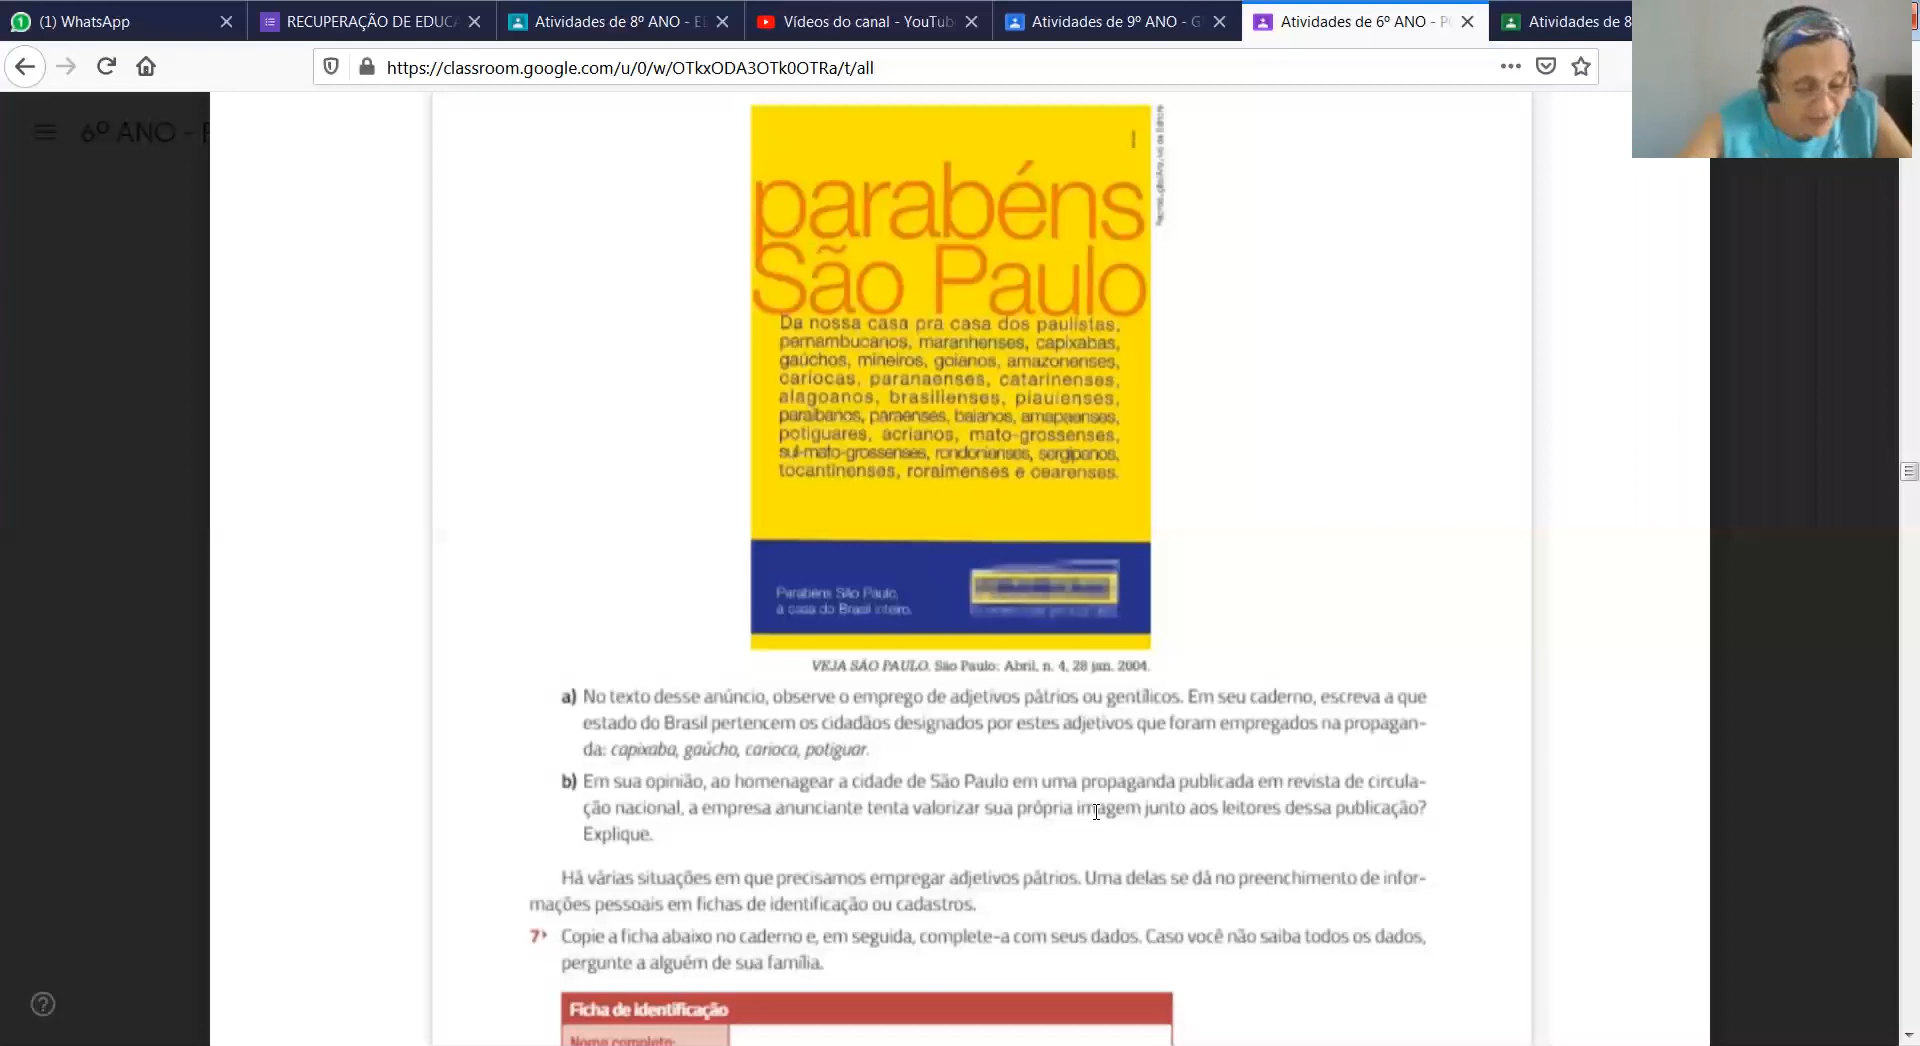 (1) WhatsApp
RECUPERAÇÃO DE EDUCA
Atividades de 8º ANO - E
Vídeos do canal - YouTub
Atividades de 9º ANO - G
Atividades de 6º ANO - P
Atividades de 8
https://classroom.google.com/u/0/w/OTkxODA3OTk0OTRa/t/all
6º ANO - P
parabéns
São Paulo
Da nossa casa pra casa dos paulistas,
pernambucanos, maranhenses, capixabas,
gaúchos, mineiros, goianos, amazonenses,
cariocas, paranaenses, catarinenses,
alagoanos, brasilienses, piauienses,
paraibanos, paraenses, baianos, amapaenses,
potiguares, acrianos, mato-grossenses,
sul-mato-grossenses, rondonienses, sergipanos,
tocantinenses, roraimenses e cearenses.
Parabéns São Paulo,
a casa do Brasil inteiro.
VEJA SÃO PAULO. São Paulo: Abril, n. 4, 28 jan. 2004.
a) No texto desse anúncio, observe o emprego de adjetivos pátrios ou gentílicos. Em seu caderno, escreva a que
estado do Brasil pertencem os cidadãos designados por estes adjetivos que foram empregados na propagan-
da: capixaba, gaúcho, carioca, potiguar.
b) Em sua opinião, ao homenagear a cidade de São Paulo em uma propaganda publicada em revista de circula-
ção nacional, a empresa anunciante tenta valorizar sua própria imagem junto aos leitores dessa publicação?
Explique.
Há várias situações em que precisamos empregar adjetivos pátrios. Uma delas se dá no preenchimento de infor-
mações pessoais em fichas de identificação ou cadastros.
7 Copie a ficha abaixo no caderno e, em seguida, complete-a com seus dados. Caso você não saiba todos os dados,
pergunte a alguém de sua família.
Ficha de identificação
Nome completo: